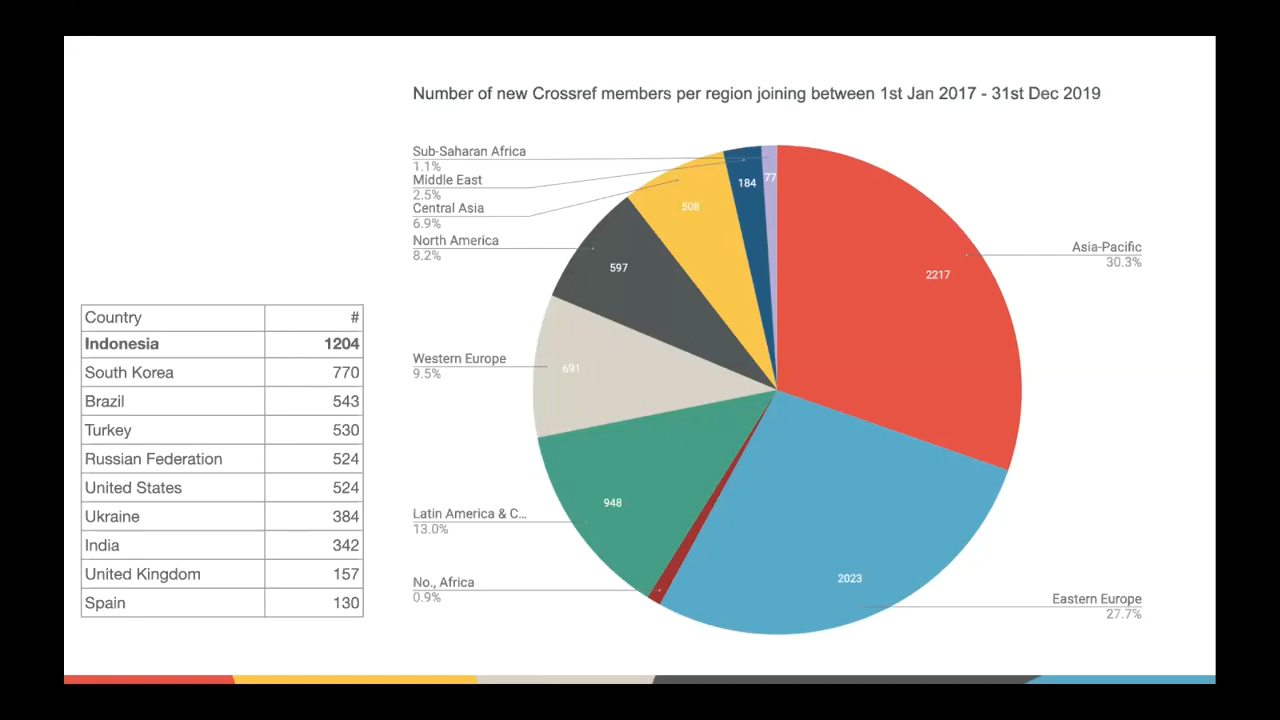 Number of new Crossref members per region joining between 1st Jan 2017 - 31st Dec 2019
Country #
Indonesia 1204
South Korea 770
Brazil 543
Turkey 530
Russian Federation 524
United States 524
Ukraine 384
India 342
United Kingdom 157
Spain 130
Sub-Saharan Africa
1.1%
Middle East
2.5%
Central Asia
6.9%
North America
8.2%
Western Europe
9.5%
Latin America & C...
13.0%
No., Africa
0.9%
184
77
508
597
691
948
2217
2023
Asia-Pacific
30.3%
Eastern Europe
27.7%